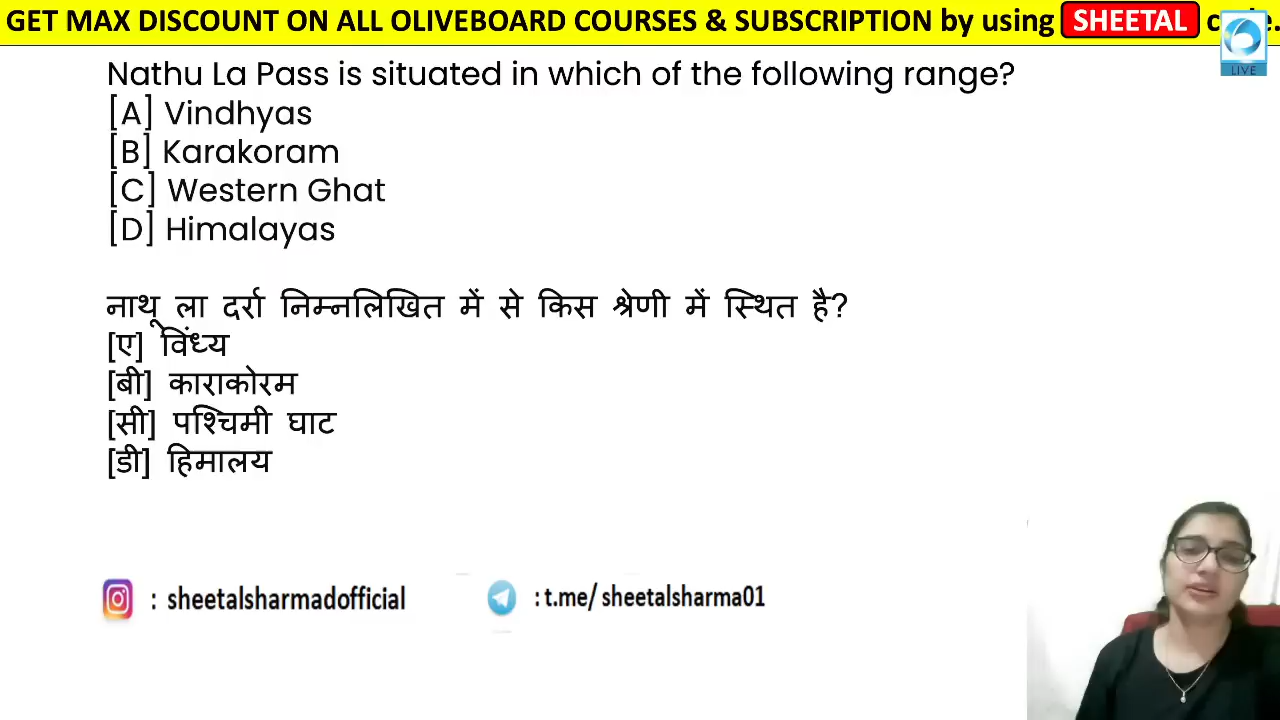 GET MAX DISCOUNT ON ALL OLIVEBOARD COURSES & SUBSCRIPTION by using SHEETAL
LIVE
Nathu La Pass is situated in which of the following range?
[A] Vindhyas
[B] Karakoram
[C] Western Ghat
[D] Himalayas
नाथू ला दर्रा निम्नलिखित में से किस श्रेणी में स्थित है?
[ए] विंध्य
[बी] काराकोरम
[सी] पश्चिमी घाट
[डी] हिमालय
: sheetalsharmadofficial
: t.me/ sheetalsharma01